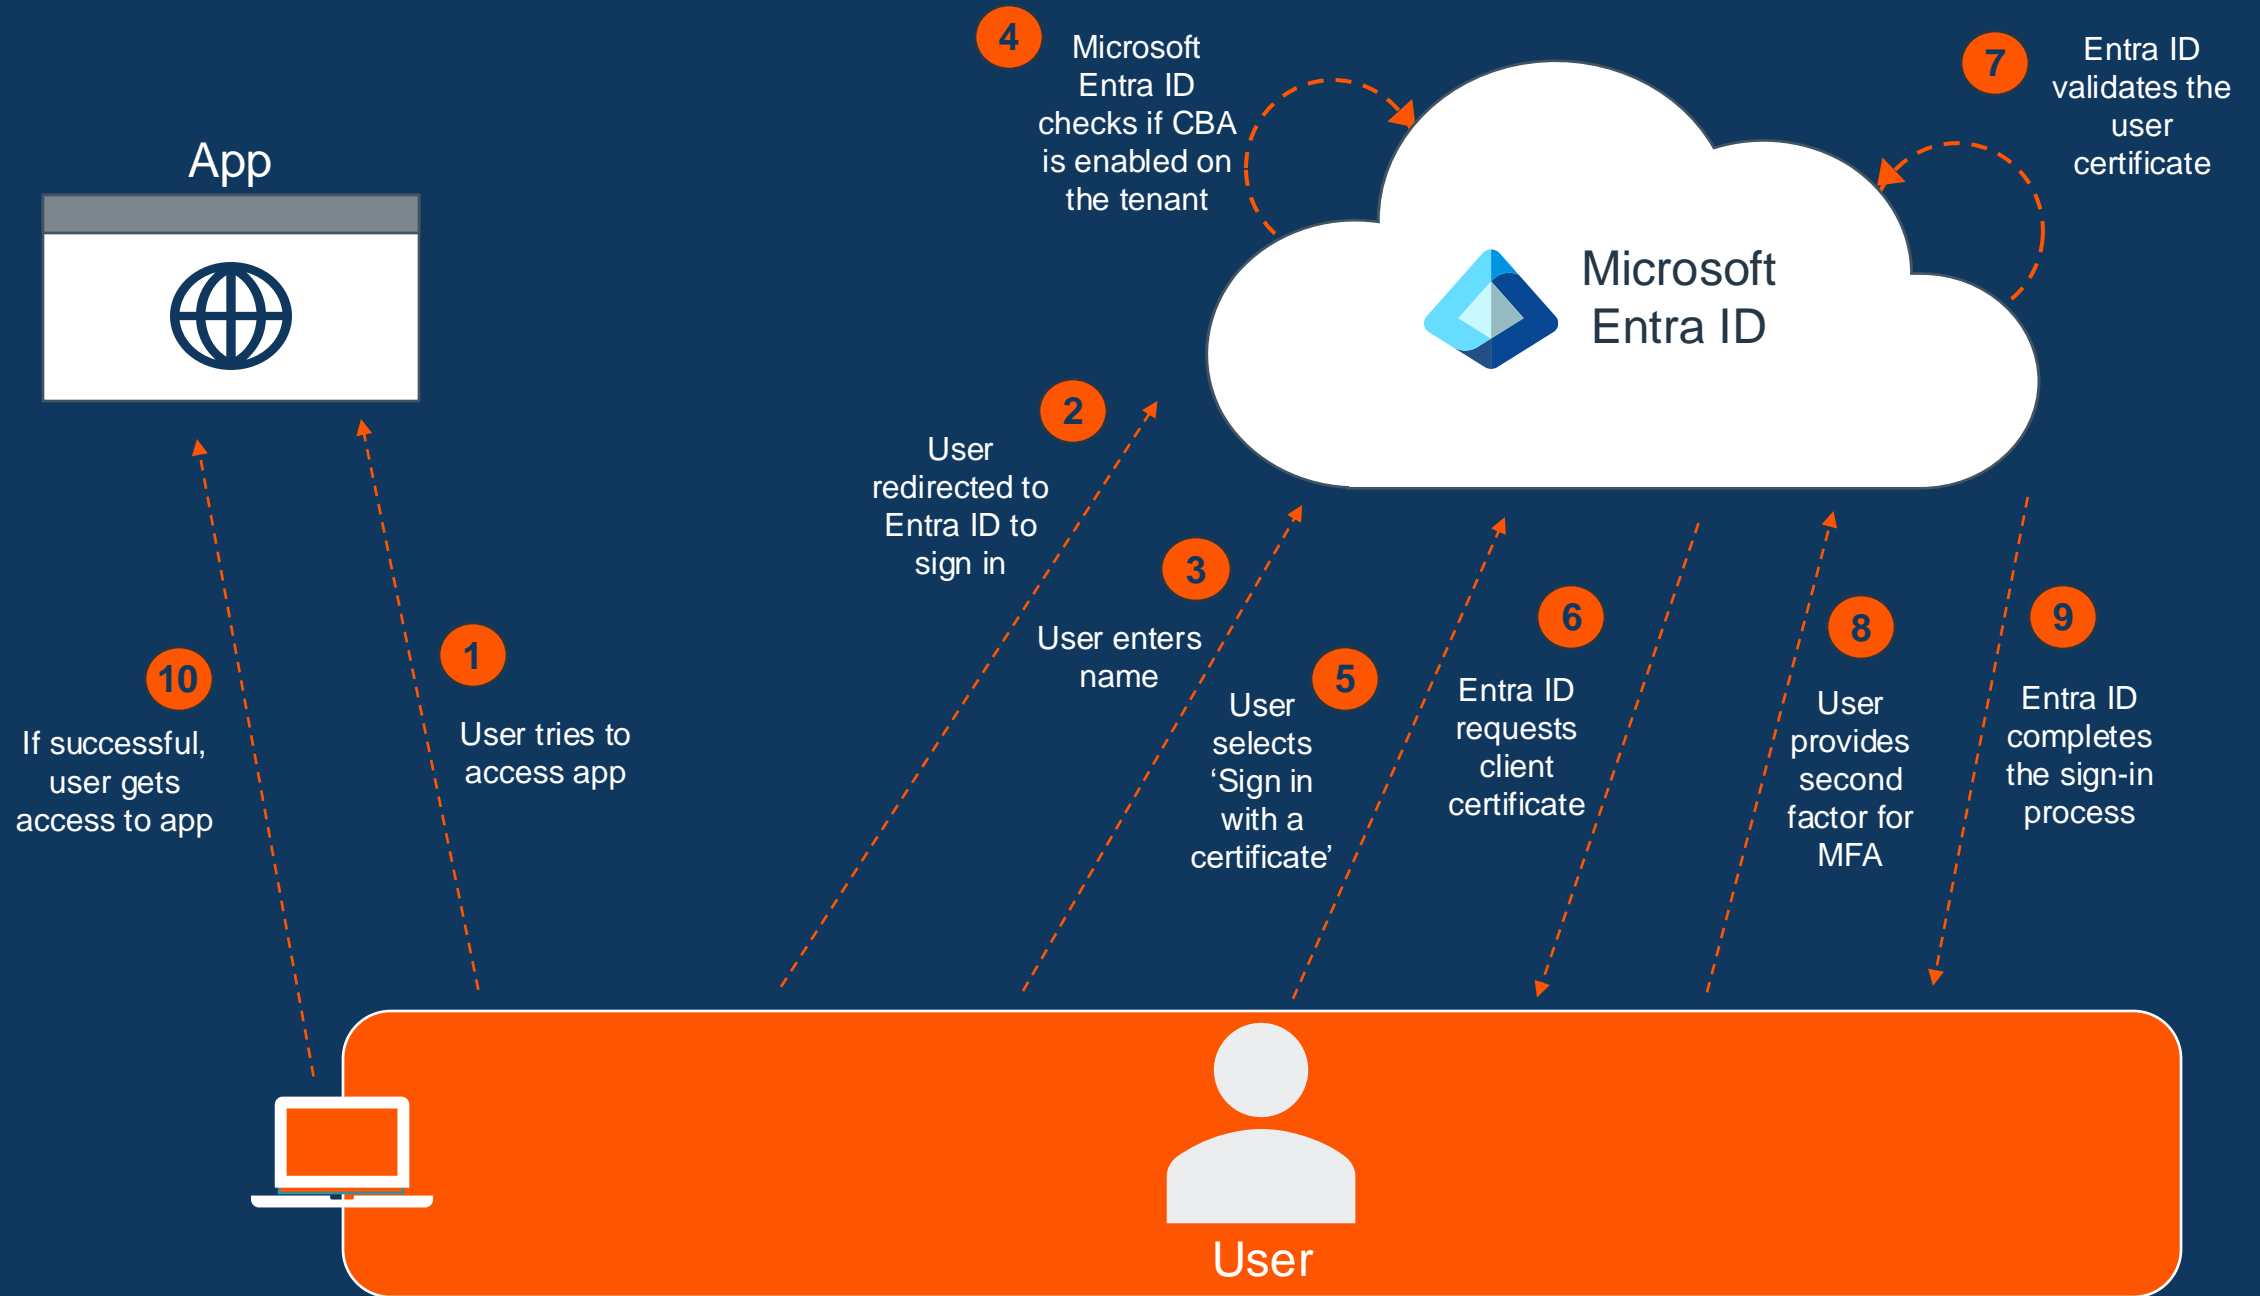 4
Microsoft
Entra ID
checks if CBA
is enabled on
the tenant
7
Entra ID
validates the
user
certificate
App
Microsoft
Entra ID
2
User
redirected to
Entra ID to
sign in
3
User enters
name
5
User
selects
‘Sign in
with a
certificate’
6
Entra ID
requests
client
certificate
8
User
provides
second
factor for
MFA
9
Entra ID
completes
the sign-in
process
10
If successful,
user gets
access to app
1
User tries to
access app
User